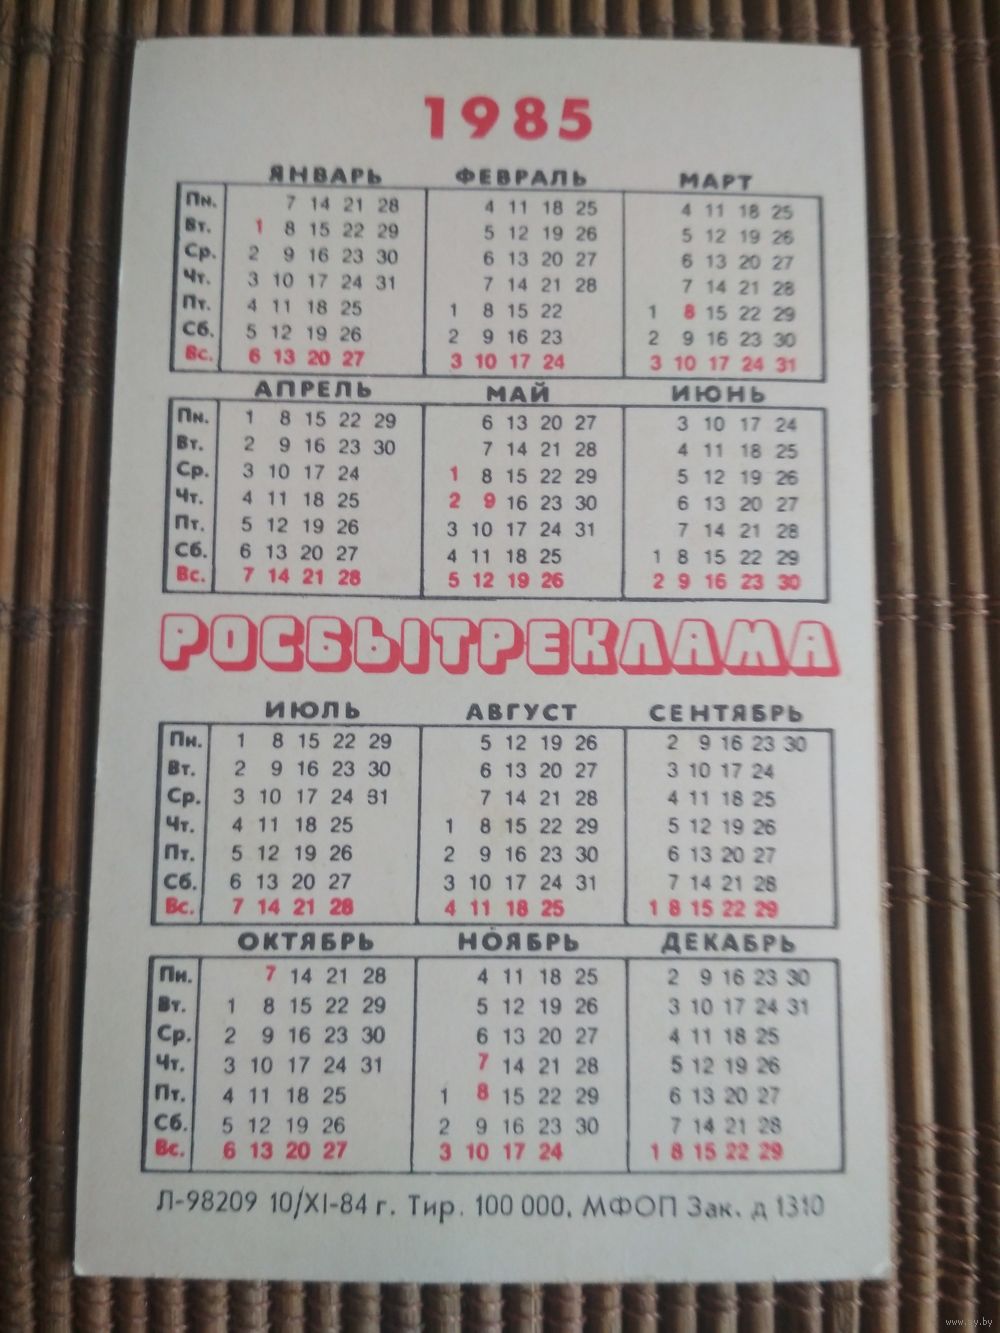 1985
ЯНВАРЬ ФЕВРАЛЬ МАРТ
Пн. 7 14 21 28 4 11 18 25 4 11 18 25
Вт. 1 8 15 22 29 5 12 19 26 5 12 19 26
Ср. 2 9 16 23 30 6 13 20 27 6 13 20 27
Чт. 3 10 17 24 31 7 14 21 28 7 14 21 28
Пт. 4 11 18 25 1 8 15 22 1 8 15 22 29
Сб. 5 12 19 26 2 9 16 23 2 9 16 23 30
Вс. 6 13 20 27 3 10 17 24 3 10 17 24 31
АПРЕЛЬ МАЙ ИЮНЬ
Пн. 1 8 15 22 29 6 13 20 27 3 10 17 24
Вт. 2 9 16 23 30 7 14 21 28 4 11 18 25
Ср. 3 10 17 24 1 8 15 22 29 5 12 19 26
Чт. 4 11 18 25 2 9 16 23 30 6 13 20 27
Пт. 5 12 19 26 3 10 17 24 31 7 14 21 28
Сб. 6 13 20 27 4 11 18 25 1 8 15 22 29
Вс. 7 14 21 28 5 12 19 26 2 9 16 23 30
РОСБЫТРЕКЛАМА
ИЮЛЬ АВГУСТ СЕНТЯБРЬ
Пн. 1 8 15 22 29 5 12 19 26 2 9 16 23 30
Вт. 2 9 16 23 30 6 13 20 27 3 10 17 24
Ср. 3 10 17 24 31 7 14 21 28 4 11 18 25
Чт. 4 11 18 25 1 8 15 22 29 5 12 19 26
Пт. 5 12 19 26 2 9 16 23 30 6 13 20 27
Сб. 6 13 20 27 3 10 17 24 31 7 14 21 28
Вс. 7 14 21 28 4 11 18 25 1 8 15 22 29
ОКТЯБРЬ НОЯБРЬ ДЕКАБРЬ
Пн. 7 14 21 28 4 11 18 25 2 9 16 23 30
Вт. 1 8 15 22 29 5 12 19 26 3 10 17 24 31
Ср. 2 9 16 23 30 6 13 20 27 4 11 18 25
Чт. 3 10 17 24 31 7 14 21 28 5 12 19 26
Пт. 4 11 18 25 1 8 15 22 29 6 13 20 27
Сб. 5 12 19 26 2 9 16 23 30 7 14 21 28
Вс. 6 13 20 27 3 10 17 24 1 8 15 22 29
Л-98209 10/XI-84 г. Тир. 100 000. МФОП Зак. д 1310
www.ay.by